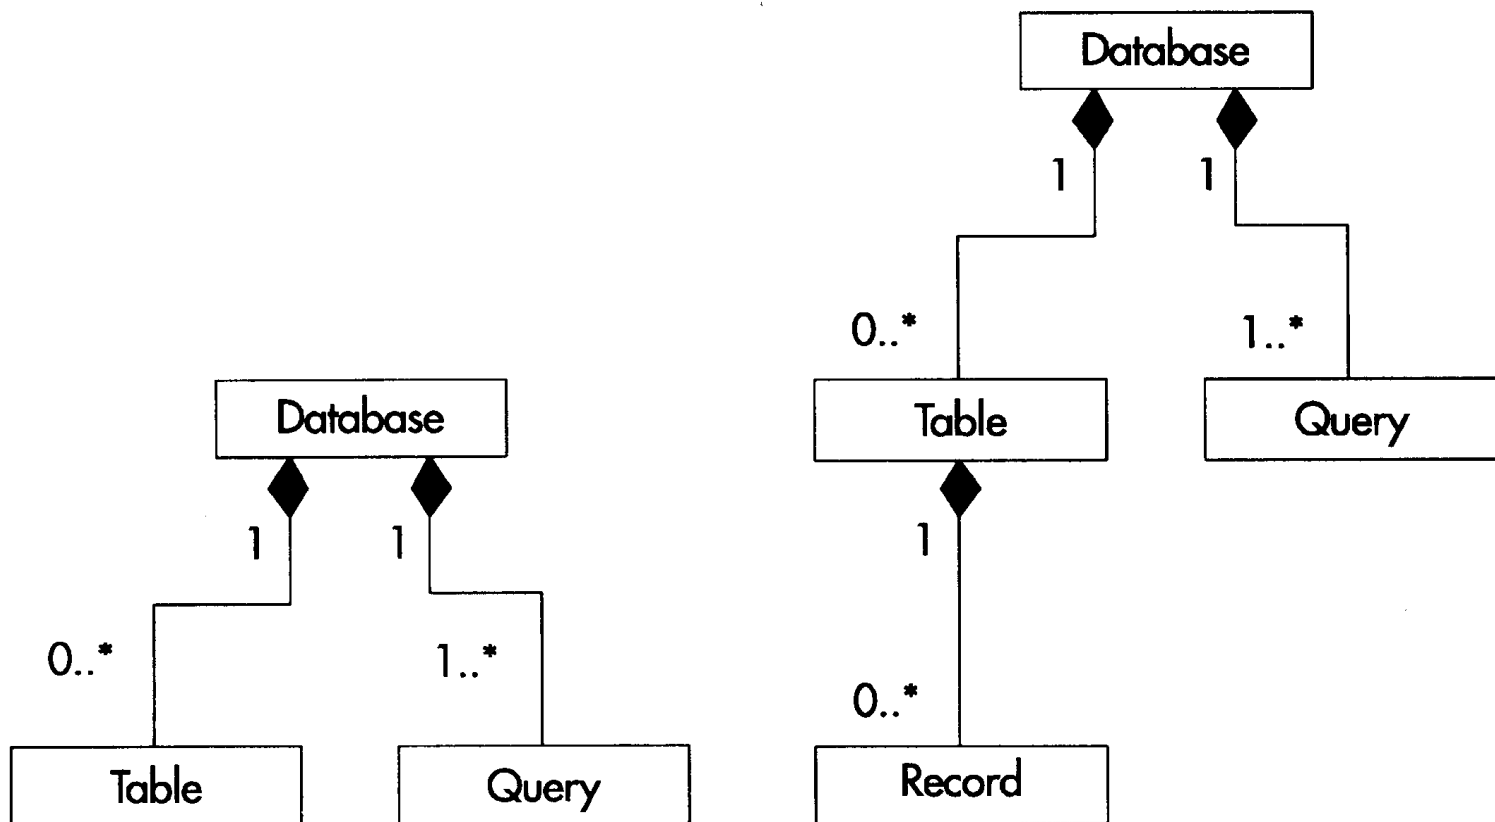 Database
1 1
0..* 1..*
Table Query
Database
1 1
0..* 1..*
Table Query
1
0..*
Record